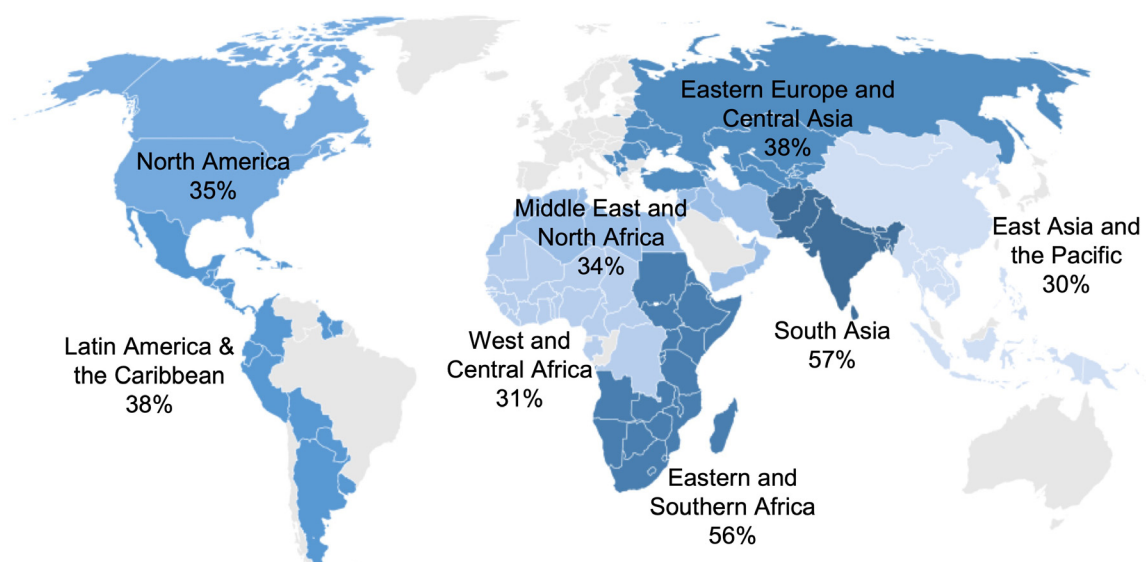 North America
35%
Eastern Europe and
Central Asia
38%
Middle East and
North Africa
34%
East Asia and
the Pacific
30%
South Asia
57%
Latin America &
the Caribbean
38%
West and
Central Africa
31%
Eastern and
Southern Africa
56%